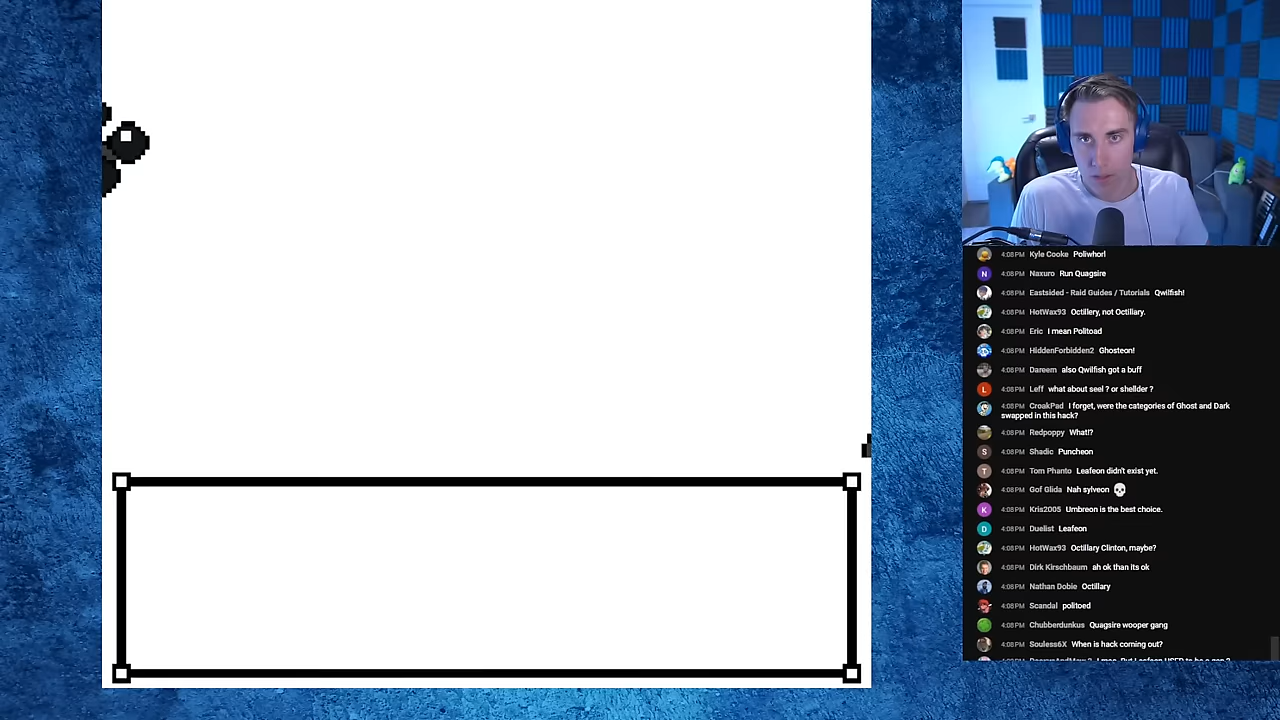 4:08PM Kyle Cooke Poliwhorl
N 4:08PM Naxuro Run Quagsire
4:08PM Eastsided - Raid Guides / Tutorials Qwilfish!
4:08PM HotWax93 Octillery, not Octillary.
4:08PM Eric I mean Politoad
4:08PM HiddenForbidden2 Ghosteon!
4:08PM Dareem also Qwilfish got a buff
L 4:08PM Leff what about seel ? or shellder ?
4:08PM CroakPad I forget, were the categories of Ghost and Dark
swapped in this hack?
4:08PM Redpoppy What!?
S 4:08PM Shadic Puncheon
4:08PM Tom Phanto Leafeon didn't exist yet.
4:08PM Gof Glida Nah sylveon 💀
K 4:08PM Kris2005 Umbreon is the best choice.
D 4:08PM Duelist Leafeon
4:08PM HotWax93 Octillary Clinton, maybe?
4:08PM Dirk Kirschbaum ah ok than its ok
4:08PM Nathan Dobie Octillary
4:08PM Scandal politoed
4:08PM Chubberdunkus Quagsire wooper gang
4:08PM Souless6X When is hack coming out?